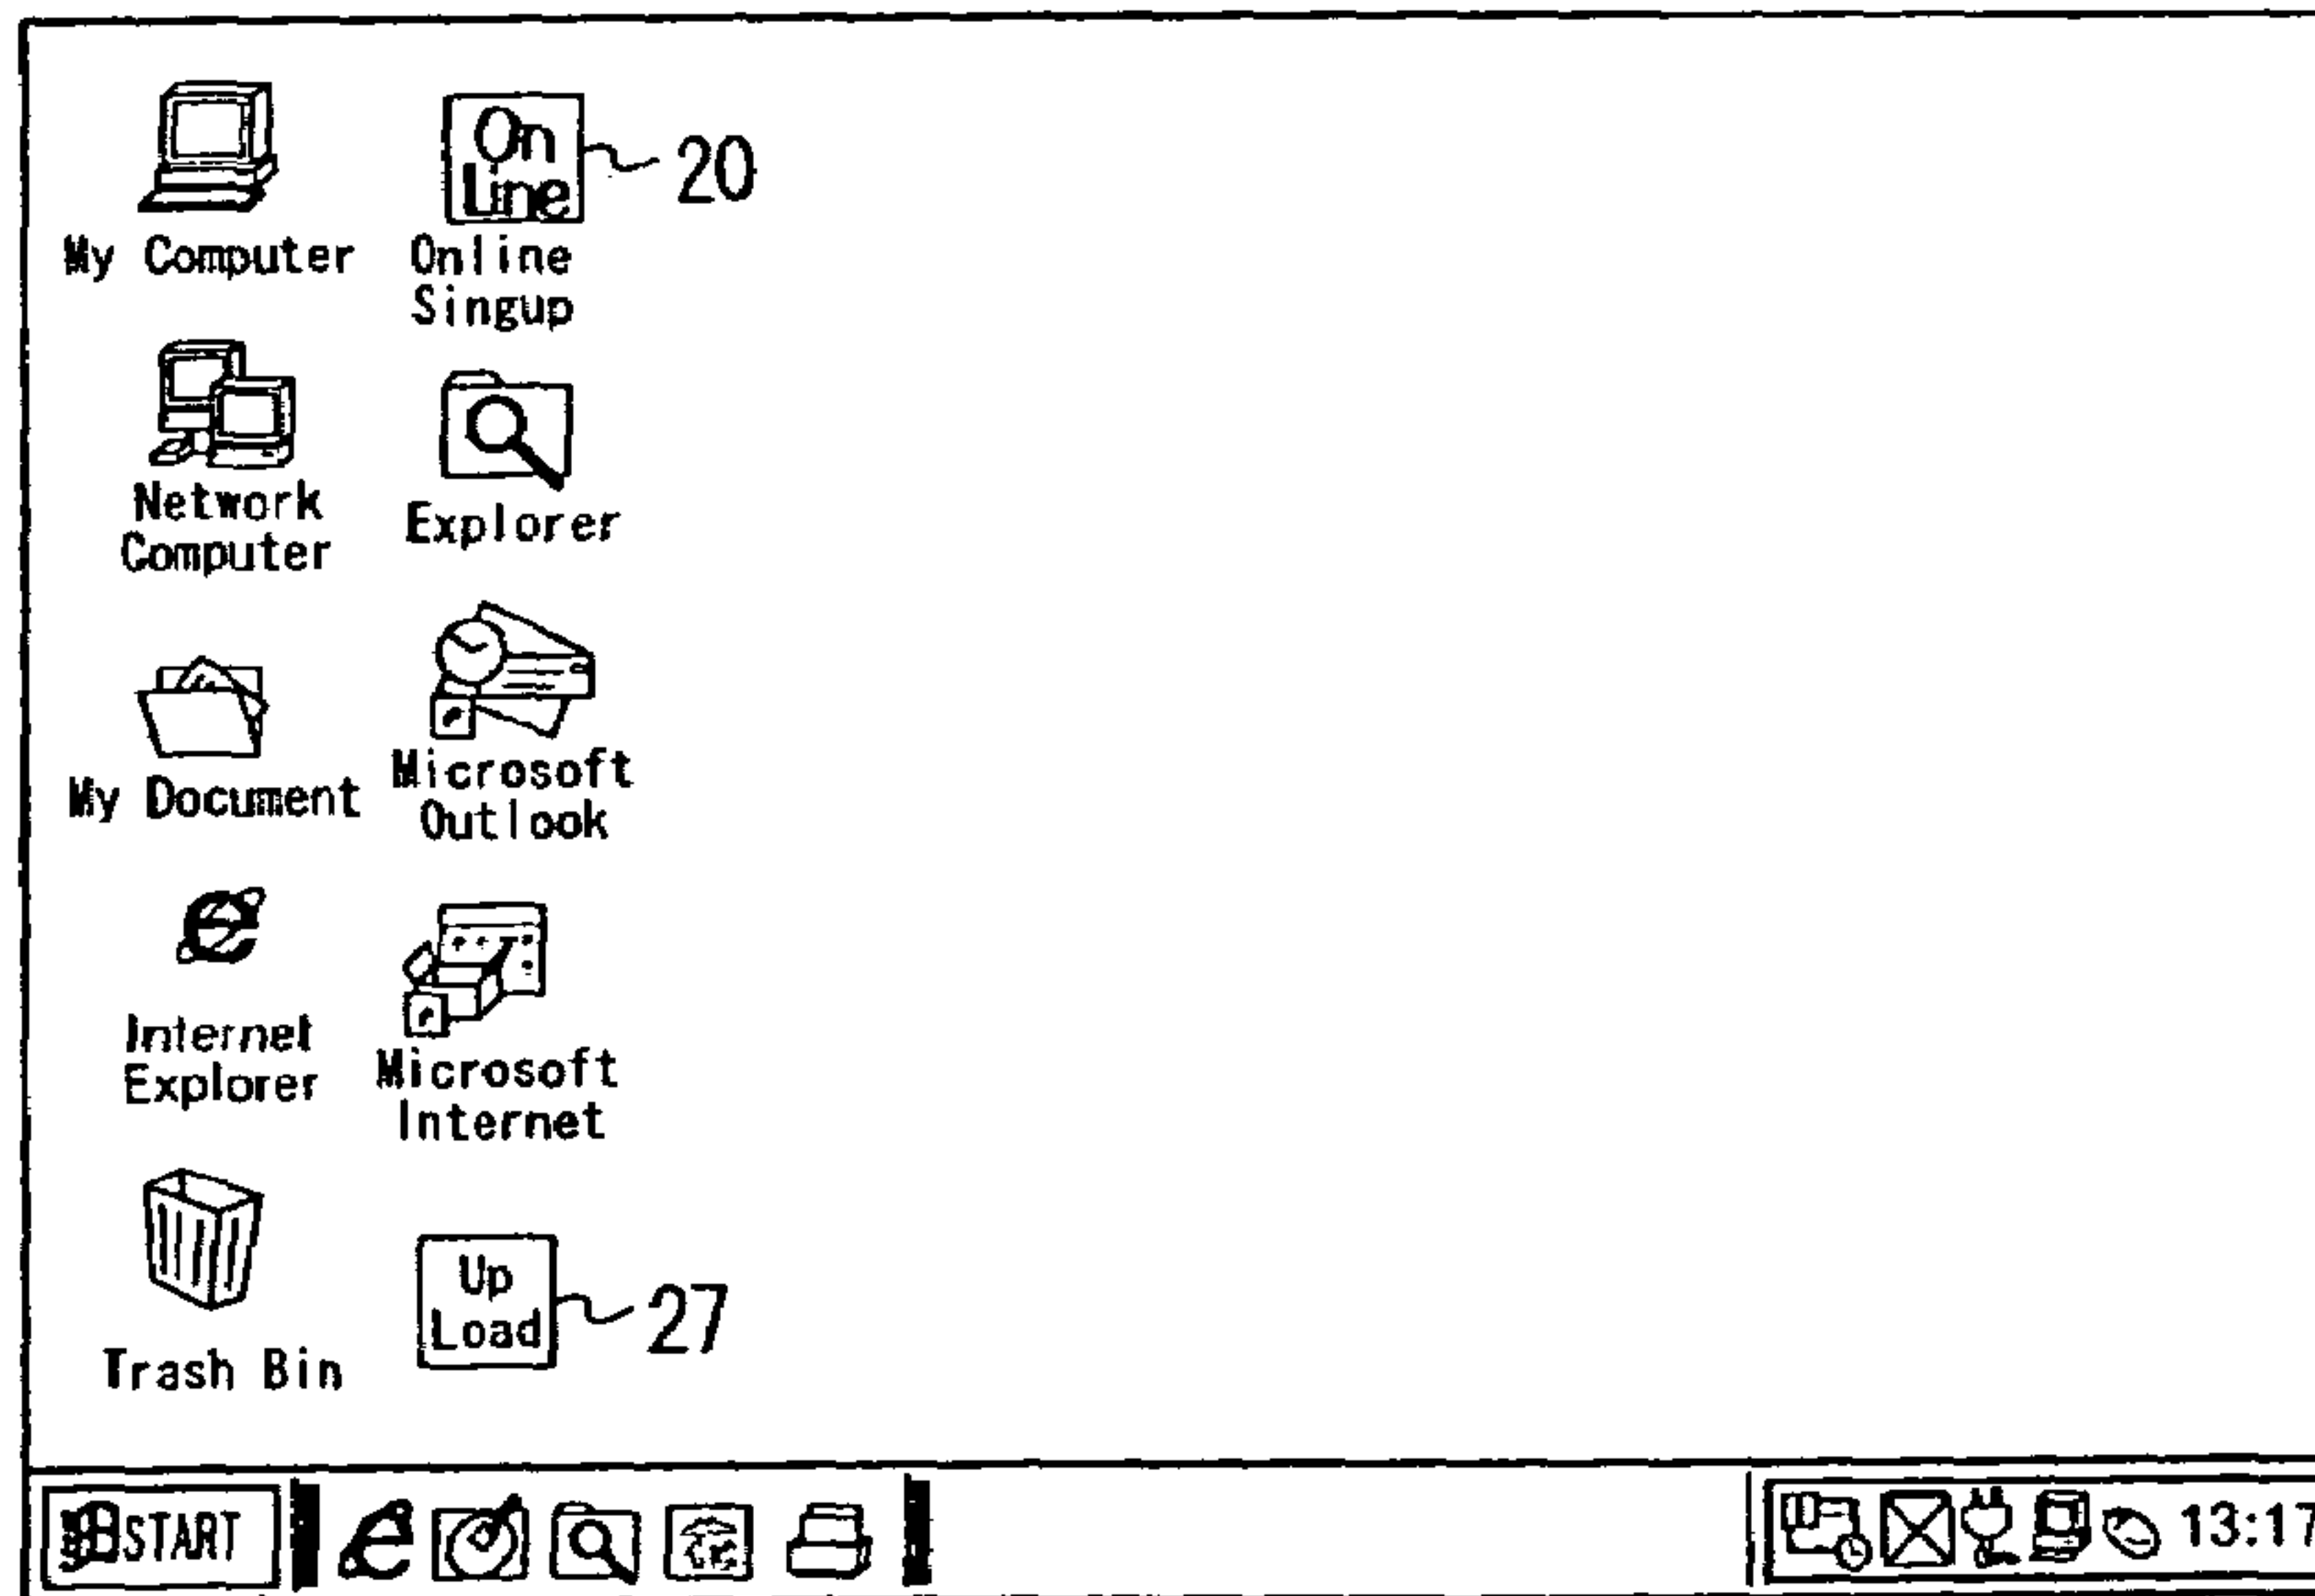 On
Line
20
My Computer
Online
Singup
Network
Computer
Explorer
My Document
Microsoft
Outlook
Internet
Explorer
Microsoft
Internet
Up
Load
27
Trash Bin
START
13:17